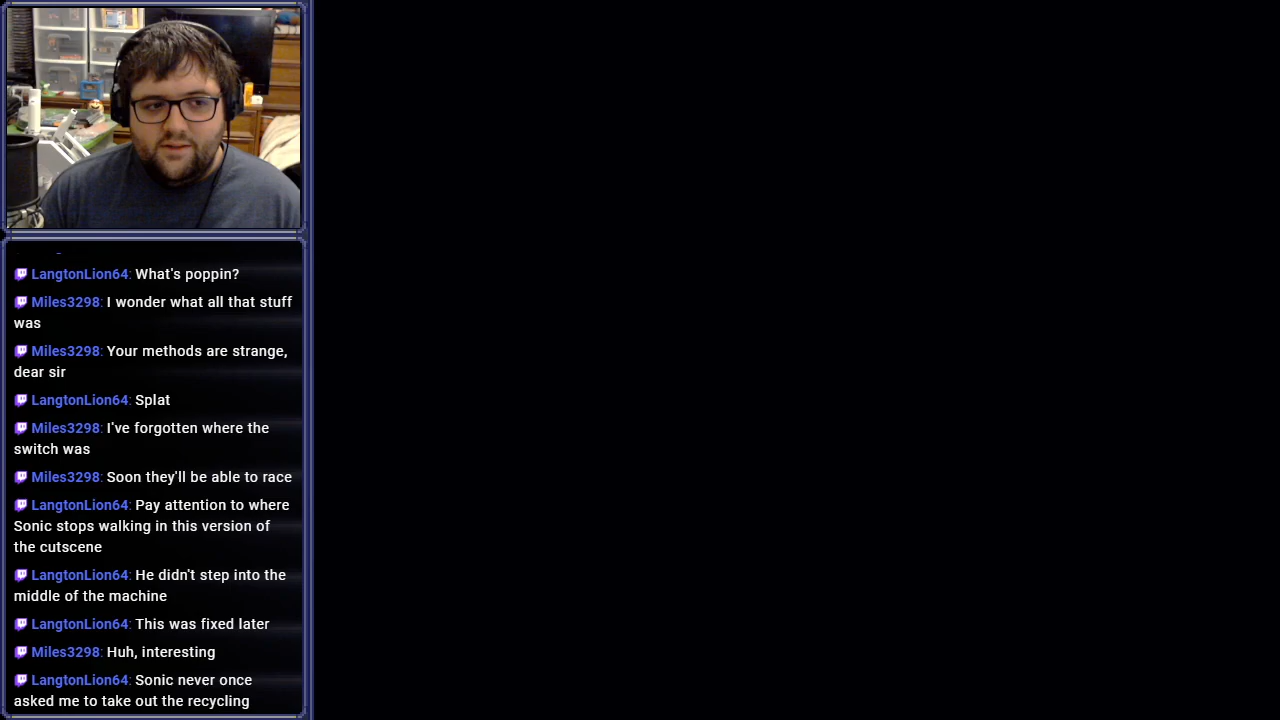 LangtonLion64: What's poppin?
Miles3298: I wonder what all that stuff
was
Miles3298: Your methods are strange,
dear sir
LangtonLion64: Splat
Miles3298: I've forgotten where the
switch was
Miles3298: Soon they'll be able to race
LangtonLion64: Pay attention to where
Sonic stops walking in this version of
the cutscene
LangtonLion64: He didn't step into the
middle of the machine
LangtonLion64: This was fixed later
Miles3298: Huh, interesting
LangtonLion64: Sonic never once
asked me to take out the recycling